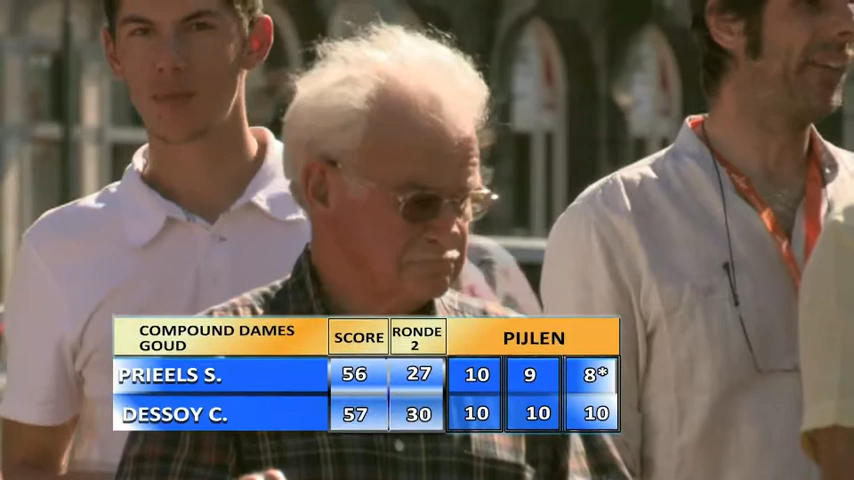 COMPOUND DAMES GOUD SCORE RONDE 2 PIJLEN
PRIEELS S. 56 27 10 9 8*
DESSOY C. 57 30 10 10 10